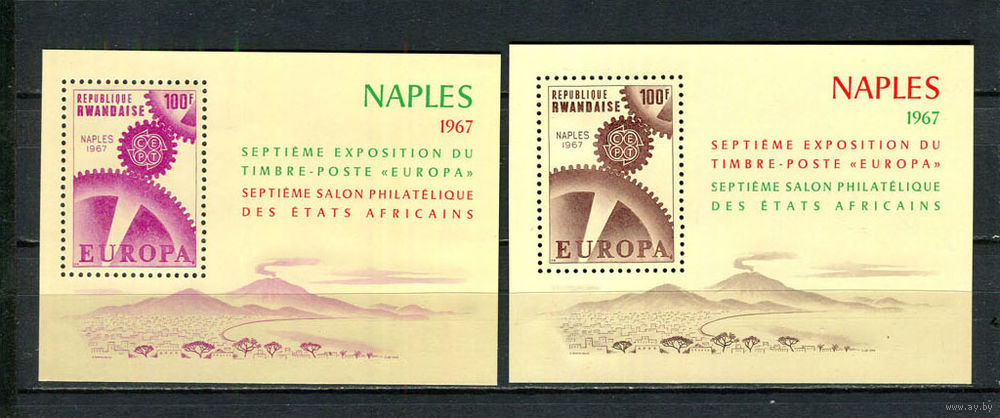 REPUBLIQUE
RWANDAISE
100F
NAPLES
1967
CEPT
EUROPA
NAPLES
1967
SEPTIÈME EXPOSITION DU
TIMBRE-POSTE «EUROPA»
SEPTIÈME SALON PHILATÉLIQUE
DES ÉTATS AFRICAINS
REPUBLIQUE
RWANDAISE
100F
NAPLES
1967
CEPT
EUROPA
NAPLES
1967
SEPTIÈME EXPOSITION DU
TIMBRE-POSTE «EUROPA»
SEPTIÈME SALON PHILATÉLIQUE
DES ÉTATS AFRICAINS
www.ay.by